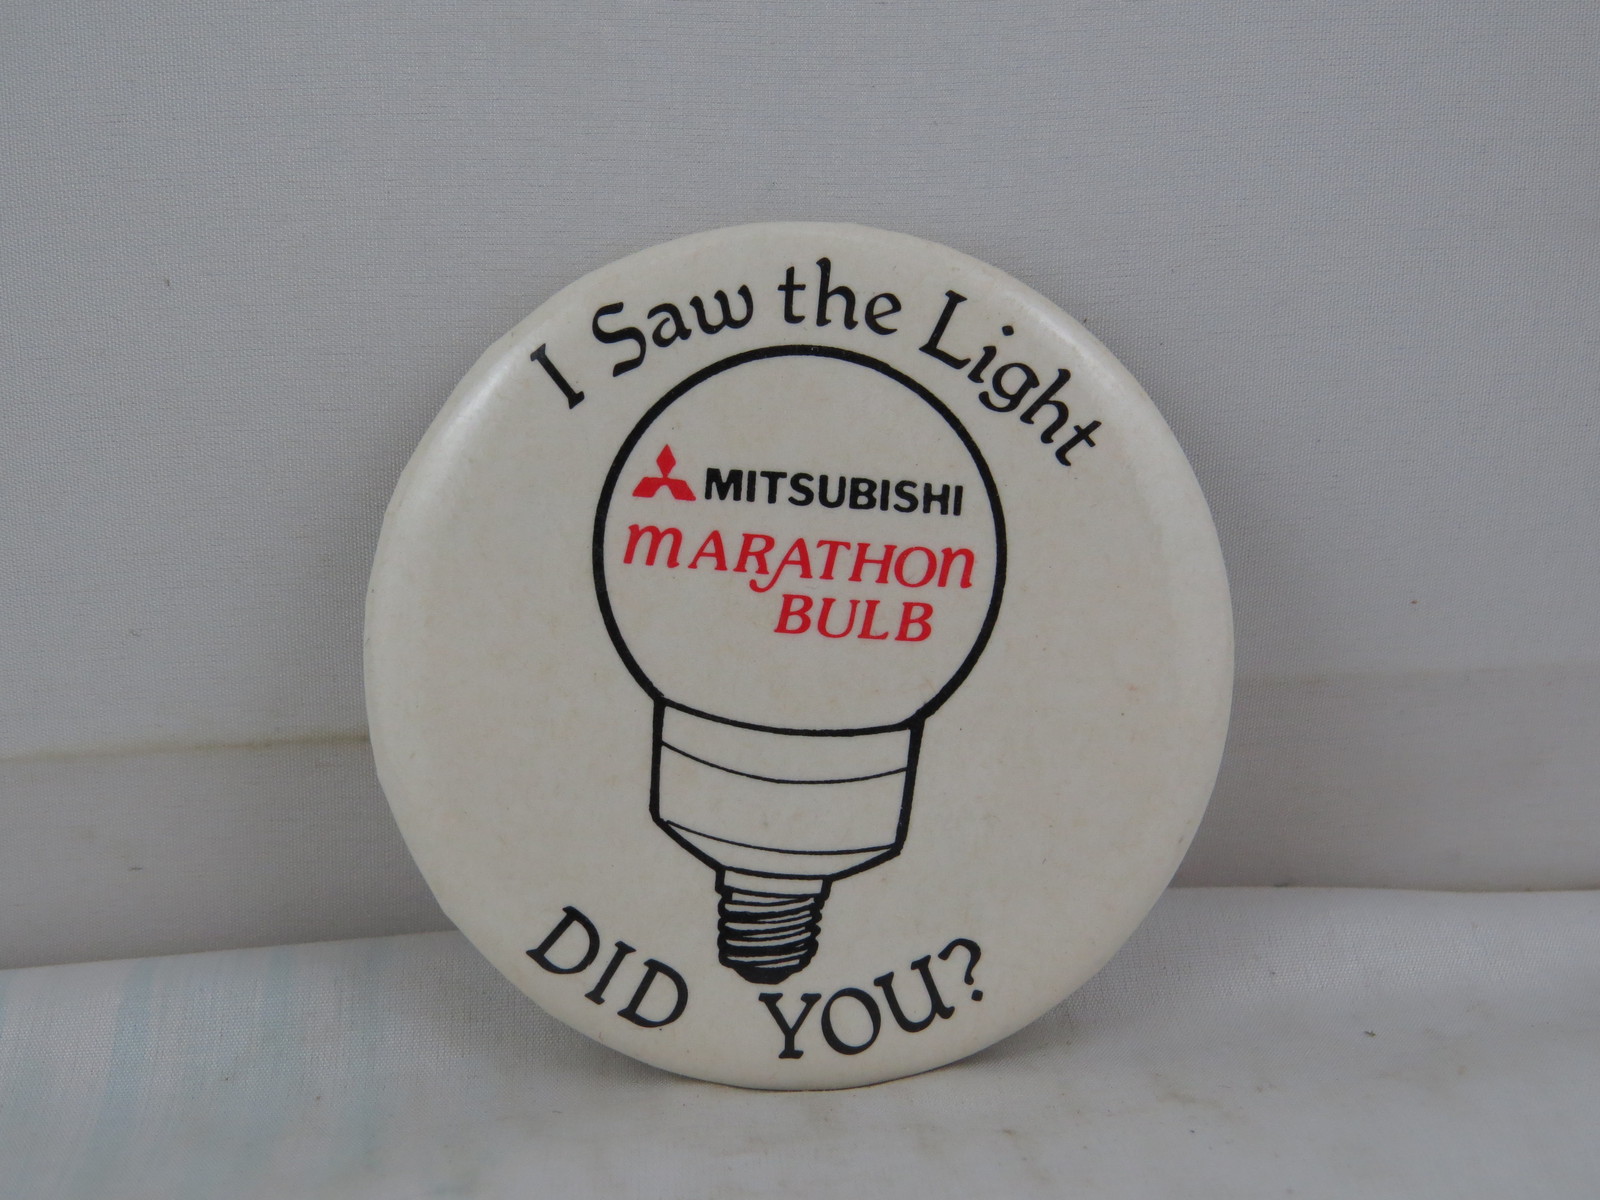 I Saw the Light
MITSUBISHI
mARATHOn
BULB
DID YOU?